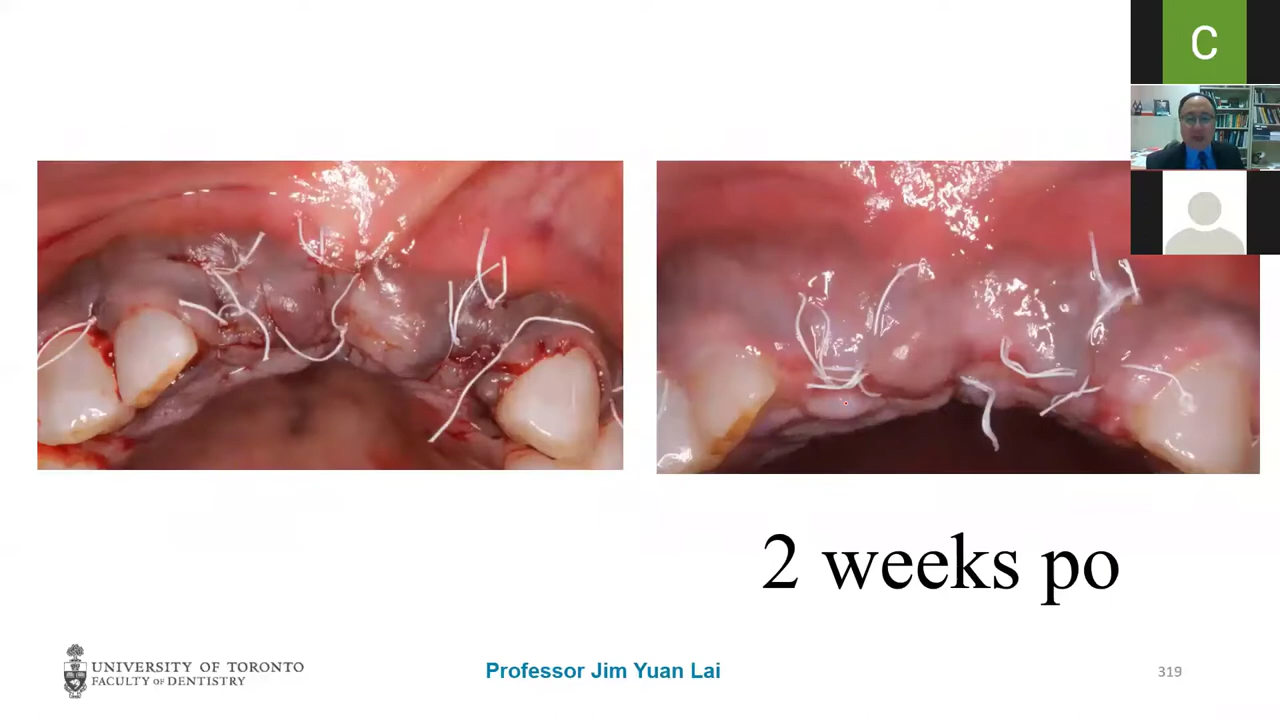 C
2 weeks po
UNIVERSITY OF TORONTO
FACULTY OF DENTISTRY
Professor Jim Yuan Lai
319